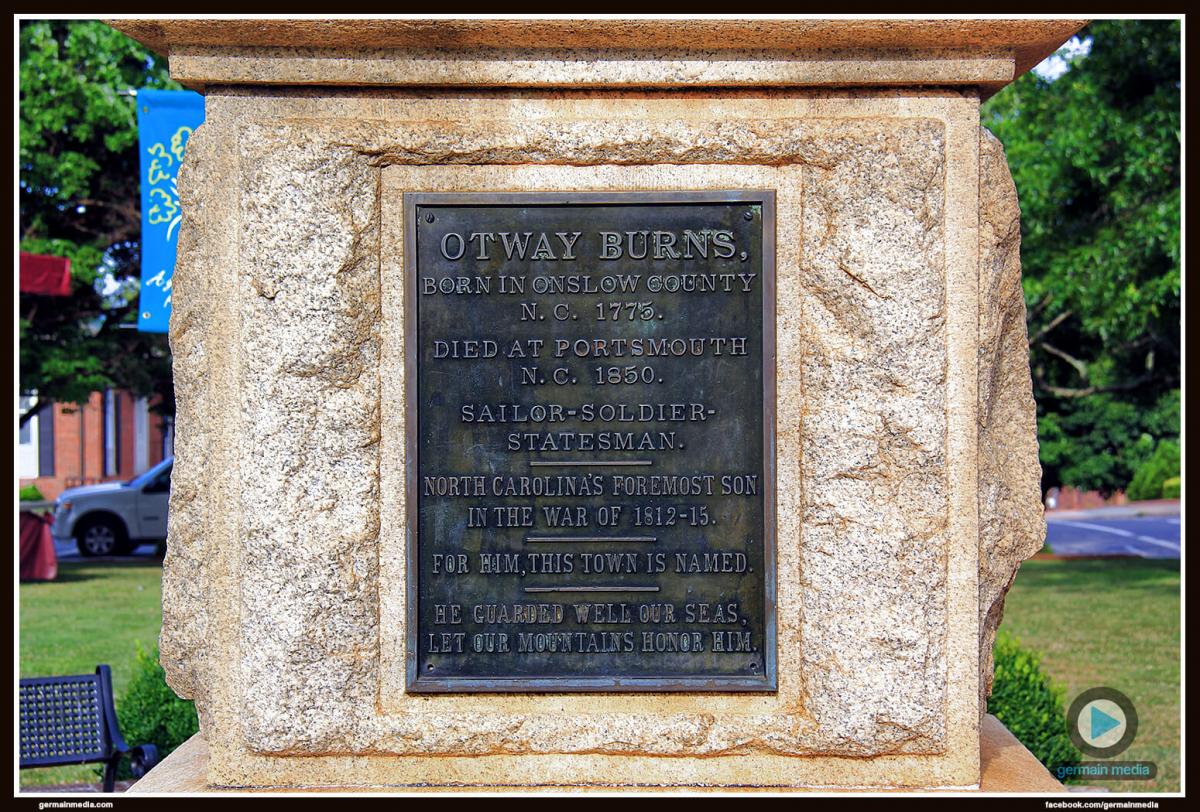 OTWAY BURNS,
BORN IN ONSLOW COUNTY
N. C. 1775.
DIED AT PORTSMOUTH
N. C. 1850.
SAILOR-SOLDIER-
STATESMAN.
NORTH CAROLINA'S FOREMOST SON
IN THE WAR OF 1812-15.
FOR HIM, THIS TOWN IS NAMED.
HE GUARDED WELL OUR SEAS,
LET OUR MOUNTAINS HONOR HIM.
germain media
germainmedia.com
facebook.com/germainmedia